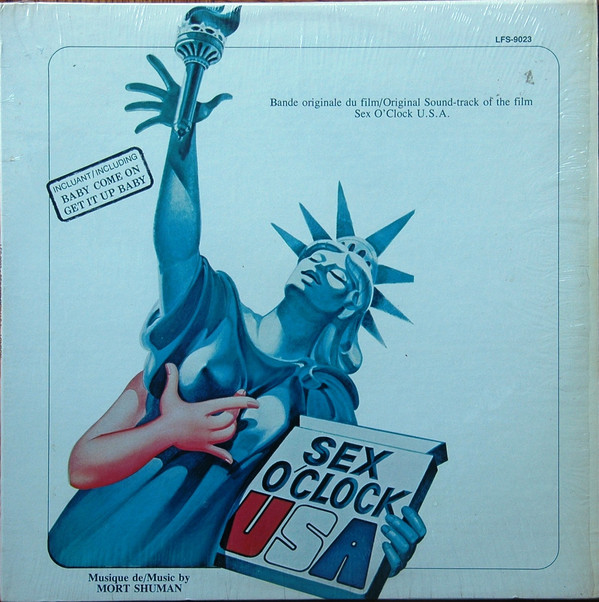 LFS-9023
Bande originale du film/Original Sound-track of the film
Sex O'Clock U.S.A.
INCLUANT/INCLUDING
BABY COME ON
GET IT UP BABY
SEX
O'CLOCK
USA
Musique de/Music by
MORT SHUMAN